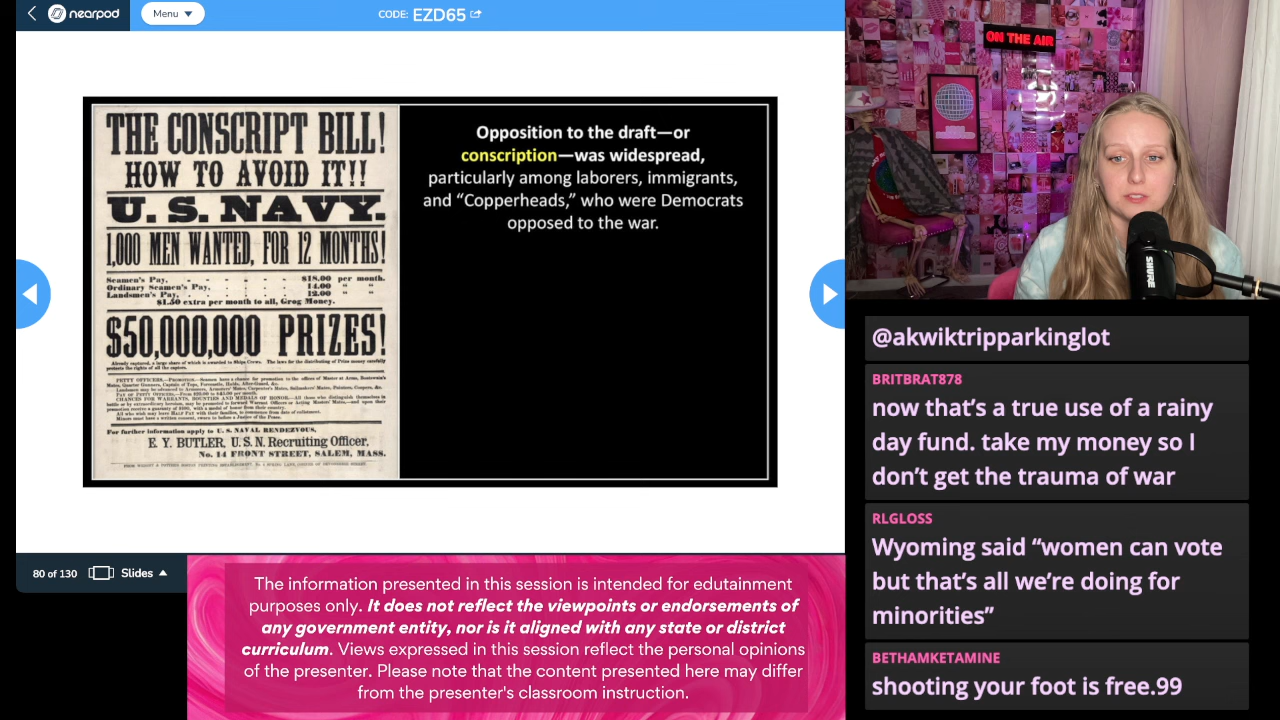 nearpod
Menu
CODE: EZD65
ON THE AIR
THE CONSCRIPT BILL!
HOW TO AVOID IT!!
U. S. NAVY.
1,000 MEN WANTED, FOR 12 MONTHS!
Seamen's Pay, - - - - - - $18.00 per month.
Ordinary Seamen's Pay, - - - - 14.00 " "
Landsmen's Pay, - - - - - 12.00 " "
$1.50 extra per month to all, Grog Money.
$50,000,000 PRIZES!
For further information apply to U. S. NAVAL RENDEZVOUS,
E. Y. BUTLER, U. S. N. Recruiting Officer,
No. 14 FRONT STREET, SALEM, MASS.
Opposition to the draft—or
conscription—was widespread,
particularly among laborers, immigrants,
and “Copperheads,” who were Democrats
opposed to the war.
80 of 130
Slides
The information presented in this session is intended for edutainment
purposes only. It does not reflect the viewpoints or endorsements of
any government entity, nor is it aligned with any state or district
curriculum. Views expressed in this session reflect the personal opinions
of the presenter. Please note that the content presented here may differ
from the presenter's classroom instruction.
SHURE
@akwiktripparkinglot
BRITBRAT878
now that’s a true use of a rainy
day fund. take my money so I
don’t get the trauma of war
RLGLOSS
Wyoming said “women can vote
but that’s all we’re doing for
minorities”
BETHAMKETAMINE
shooting your foot is free.99